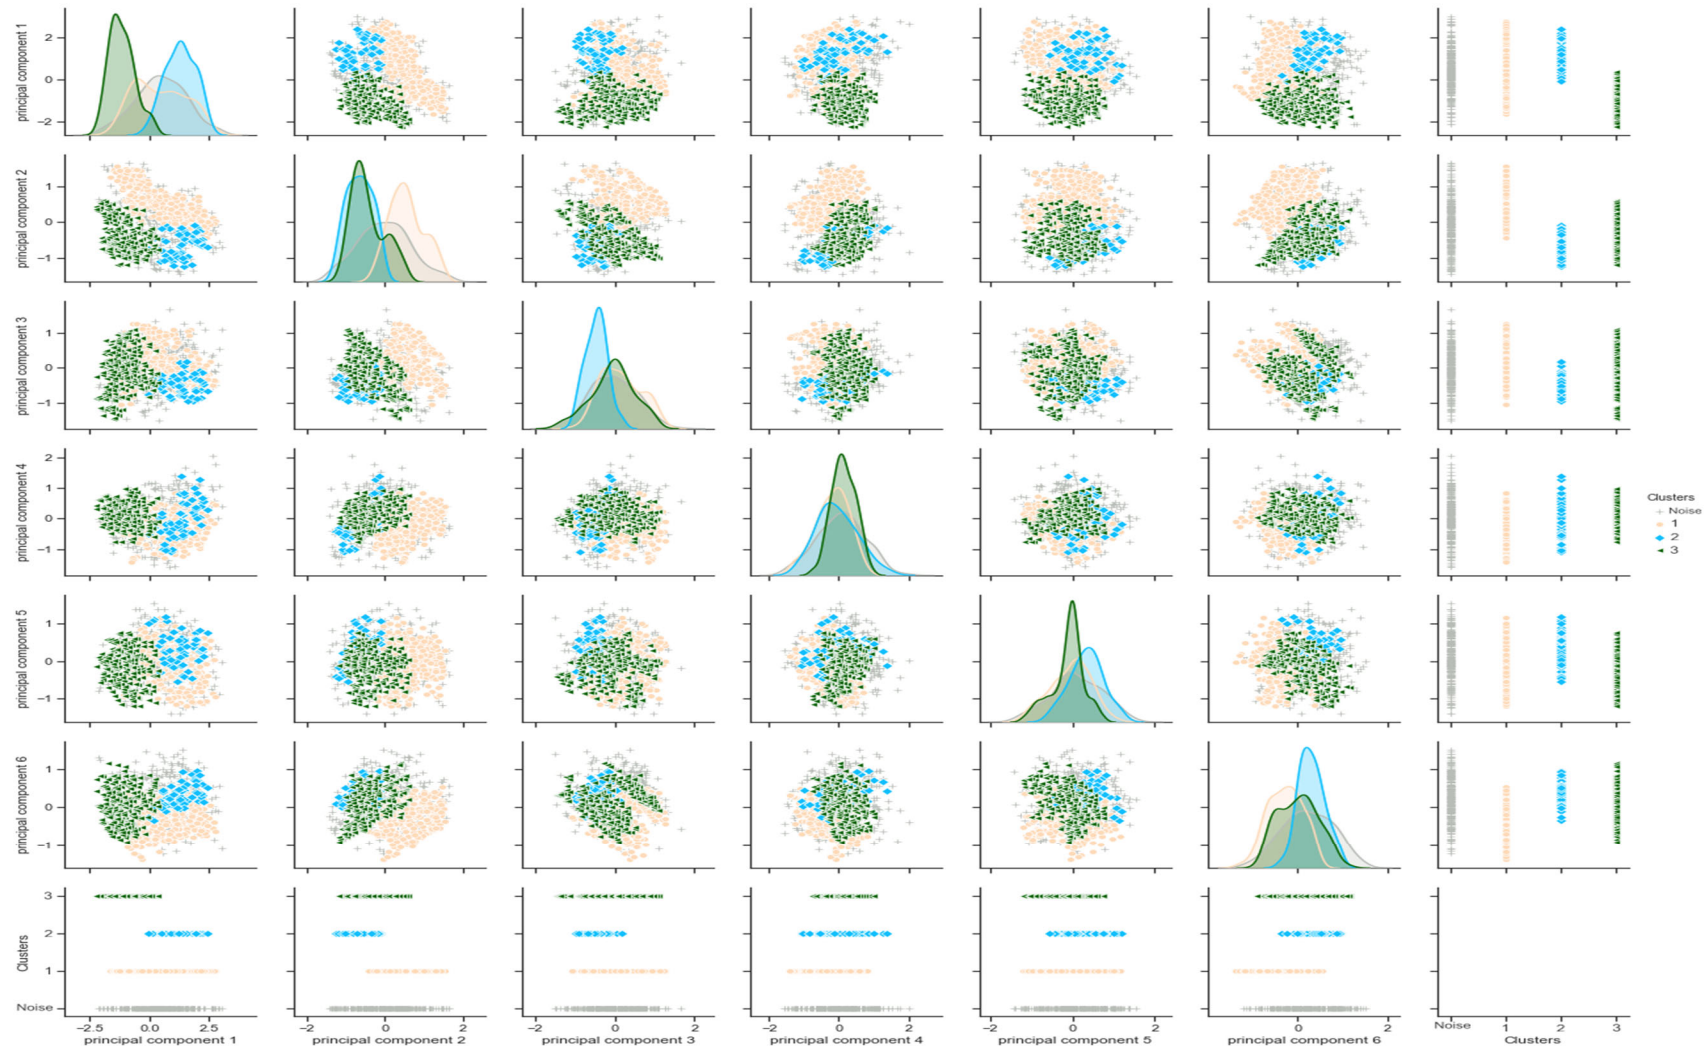 principal component 1
2
0
−2
principal component 2
1
0
−1
principal component 3
1
0
−1
principal component 4
2
1
0
−1
Clusters
Noise
1
2
3
principal component 5
1
0
−1
principal component 6
1
0
−1
Clusters
3
2
1
Noise
−2.5 0.0 2.5
−2 0 2
−2 0 2
−2 0 2
−2 0 2
0 2
Noise 1 2 3
principal component 1
principal component 2
principal component 3
principal component 4
principal component 5
principal component 6
Clusters